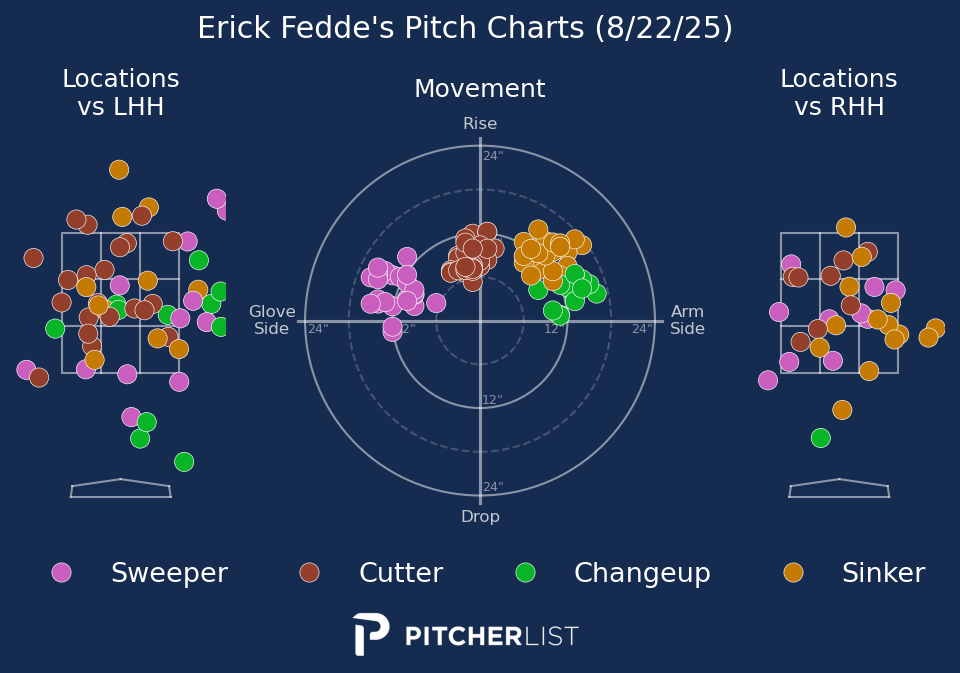 Erick Fedde's Pitch Charts (8/22/25)
Locations
vs LHH
Movement
Locations
vs RHH
Rise
24"
Glove
Side
24"
12"
12"
24"
Arm
Side
12"
24"
Drop
Sweeper
Cutter
Changeup
Sinker
PITCHERLIST